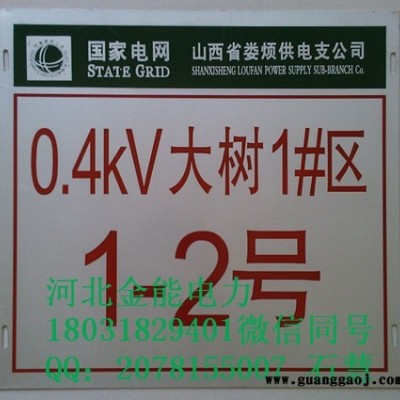 国家电网
STATE GRID
山西省娄烦供电支公司
SHANXISHENG LOUFAN POWER SUPPLY SUB-BRANCH Co.
0.4kV大树1#区
1-2号
河北金能电力
18031829401微信同号
QQ: 2078155007 石慧
www.guanggaoj.com